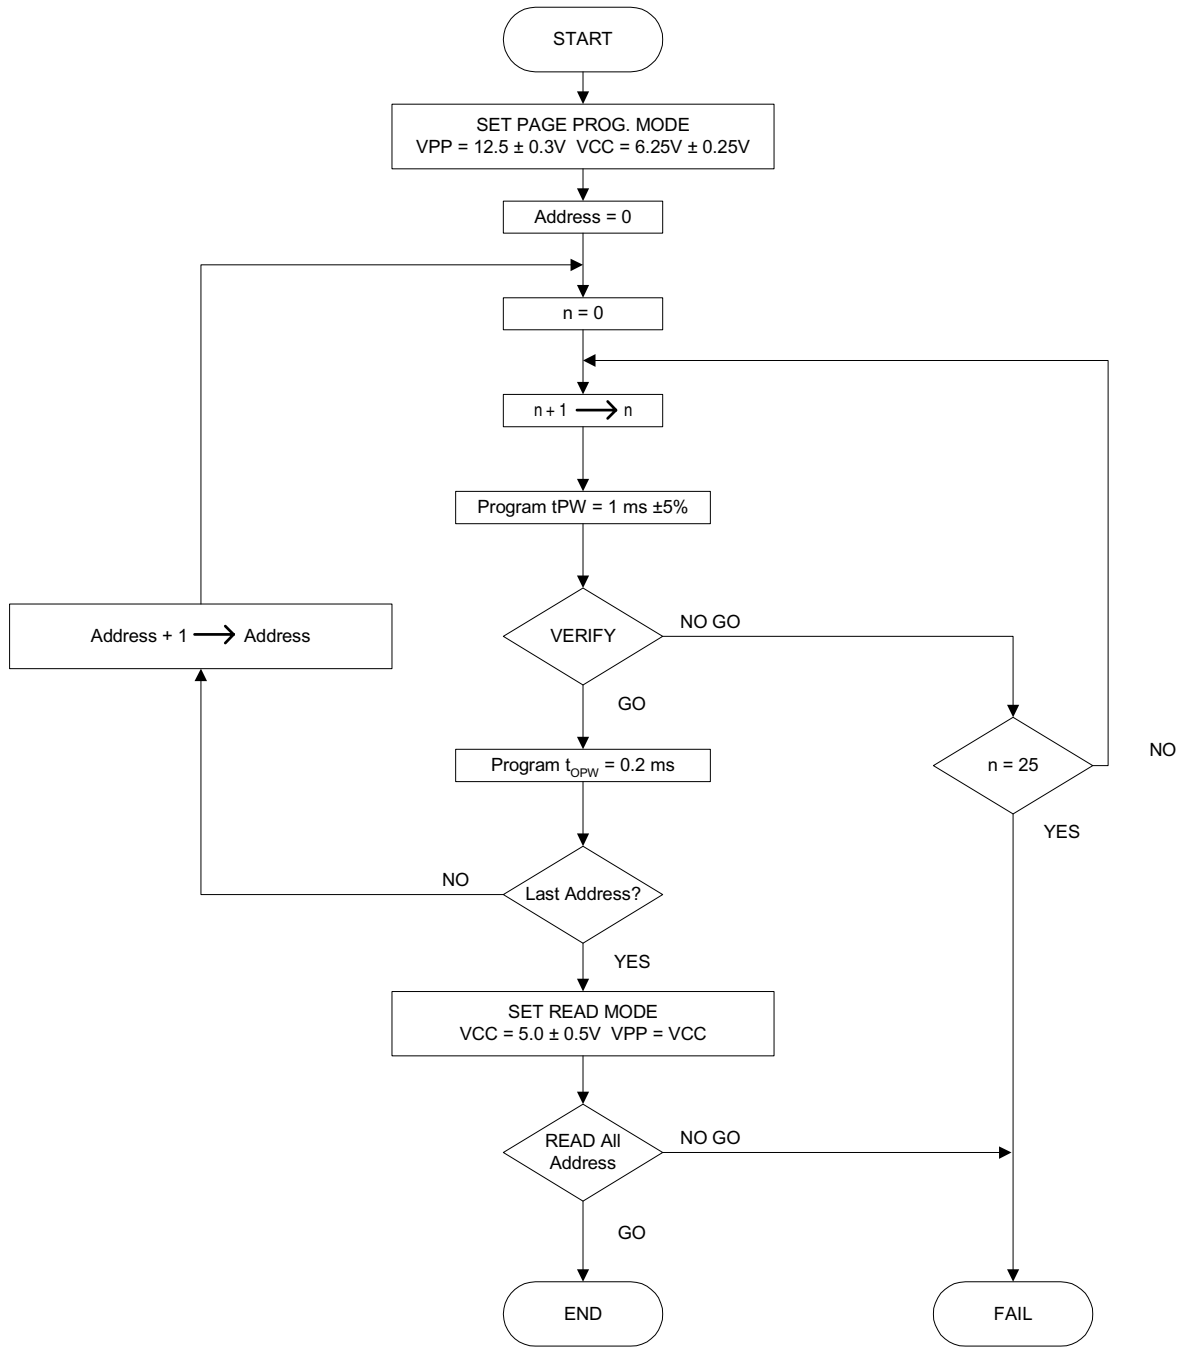 START
SET PAGE PROG. MODE
VPP = 12.5 ± 0.3V  VCC = 6.25V ± 0.25V
Address = 0
n = 0
n + 1 ⟶ n
Program tPW = 1 ms ±5%
Address + 1 ⟶ Address
VERIFY
NO GO
GO
Program tOPW = 0.2 ms
n = 25
NO
YES
Last Address?
NO
YES
SET READ MODE
VCC = 5.0 ± 0.5V  VPP = VCC
READ All
Address
NO GO
GO
END
FAIL